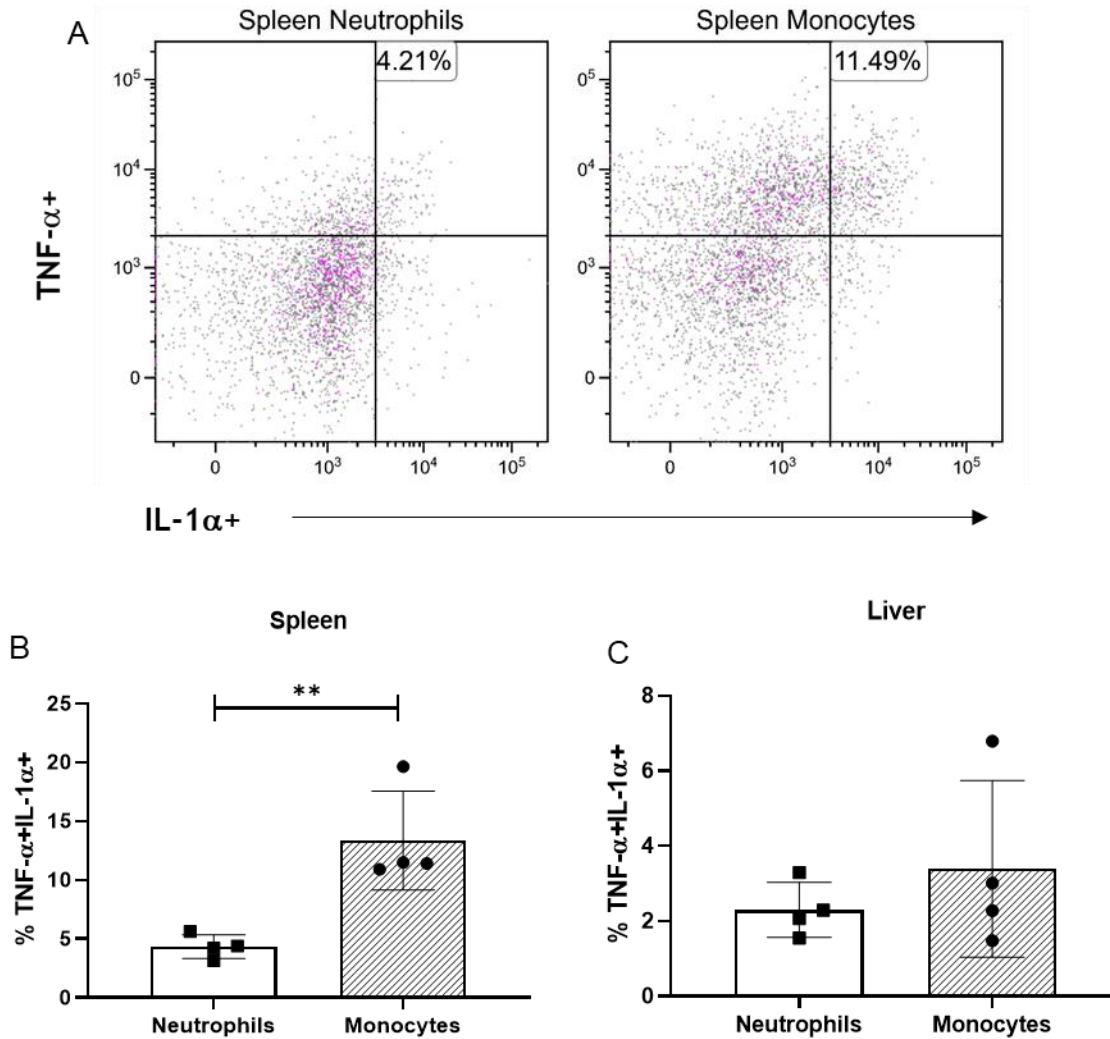 A
Spleen Neutrophils
Spleen Monocytes
4.21%
11.49%
10⁵
10⁴
10³
0
0⁵
0⁴
0³
0
TNF-α+
0
10³
10⁴
10⁵
0
10³
10⁴
10⁵
IL-1α+
B
Spleen
**
% TNF-α+IL-1α+
25
20
15
10
5
0
Neutrophils
Monocytes
C
Liver
% TNF-α+IL-1α+
8
6
4
2
0
Neutrophils
Monocytes